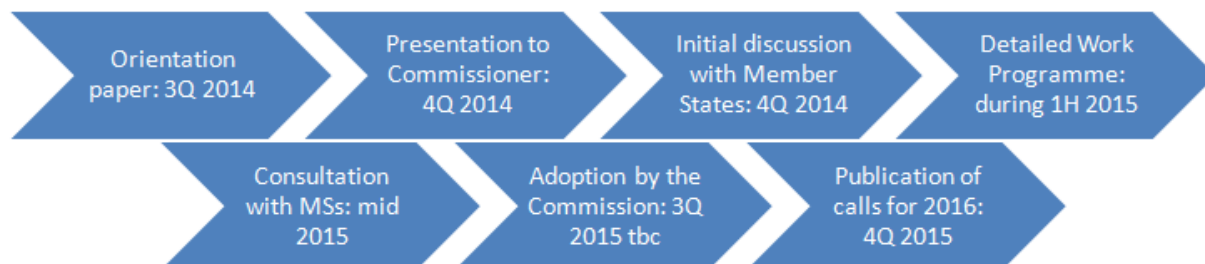 Orientation
paper: 3Q 2014
Presentation to
Commissioner:
4Q 2014
Initial discussion
with Member
States: 4Q 2014
Detailed Work
Programme:
during 1H 2015
Consultation
with MSs: mid
2015
Adoption by the
Commission: 3Q
2015 tbc
Publication of
calls for 2016:
4Q 2015